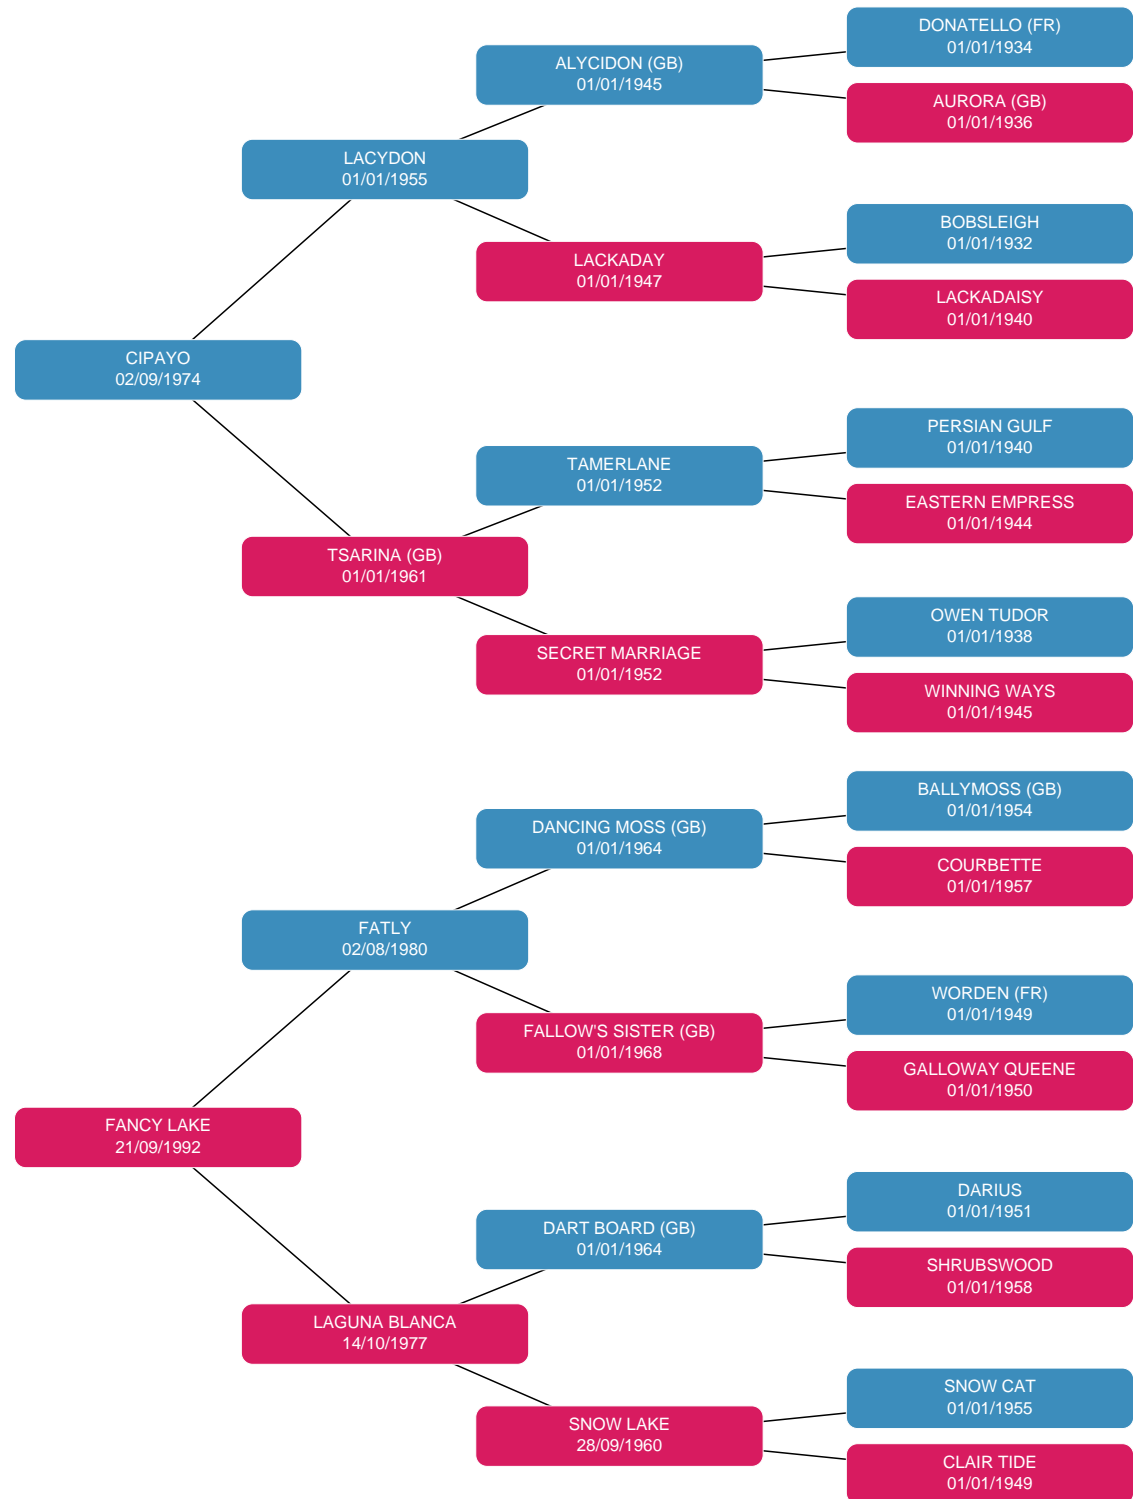 DONATELLO (FR)
01/01/1934
ALYCIDON (GB)
01/01/1945
AURORA (GB)
01/01/1936
LACYDON
01/01/1955
BOBSLEIGH
01/01/1932
LACKADAY
01/01/1947
LACKADAISY
01/01/1940
CIPAYO
02/09/1974
PERSIAN GULF
01/01/1940
TAMERLANE
01/01/1952
EASTERN EMPRESS
01/01/1944
TSARINA (GB)
01/01/1961
OWEN TUDOR
01/01/1938
SECRET MARRIAGE
01/01/1952
WINNING WAYS
01/01/1945
BALLYMOSS (GB)
01/01/1954
DANCING MOSS (GB)
01/01/1964
COURBETTE
01/01/1957
FATLY
02/08/1980
WORDEN (FR)
01/01/1949
FALLOW'S SISTER (GB)
01/01/1968
GALLOWAY QUEENE
01/01/1950
FANCY LAKE
21/09/1992
DARIUS
01/01/1951
DART BOARD (GB)
01/01/1964
SHRUBSWOOD
01/01/1958
LAGUNA BLANCA
14/10/1977
SNOW CAT
01/01/1955
SNOW LAKE
28/09/1960
CLAIR TIDE
01/01/1949